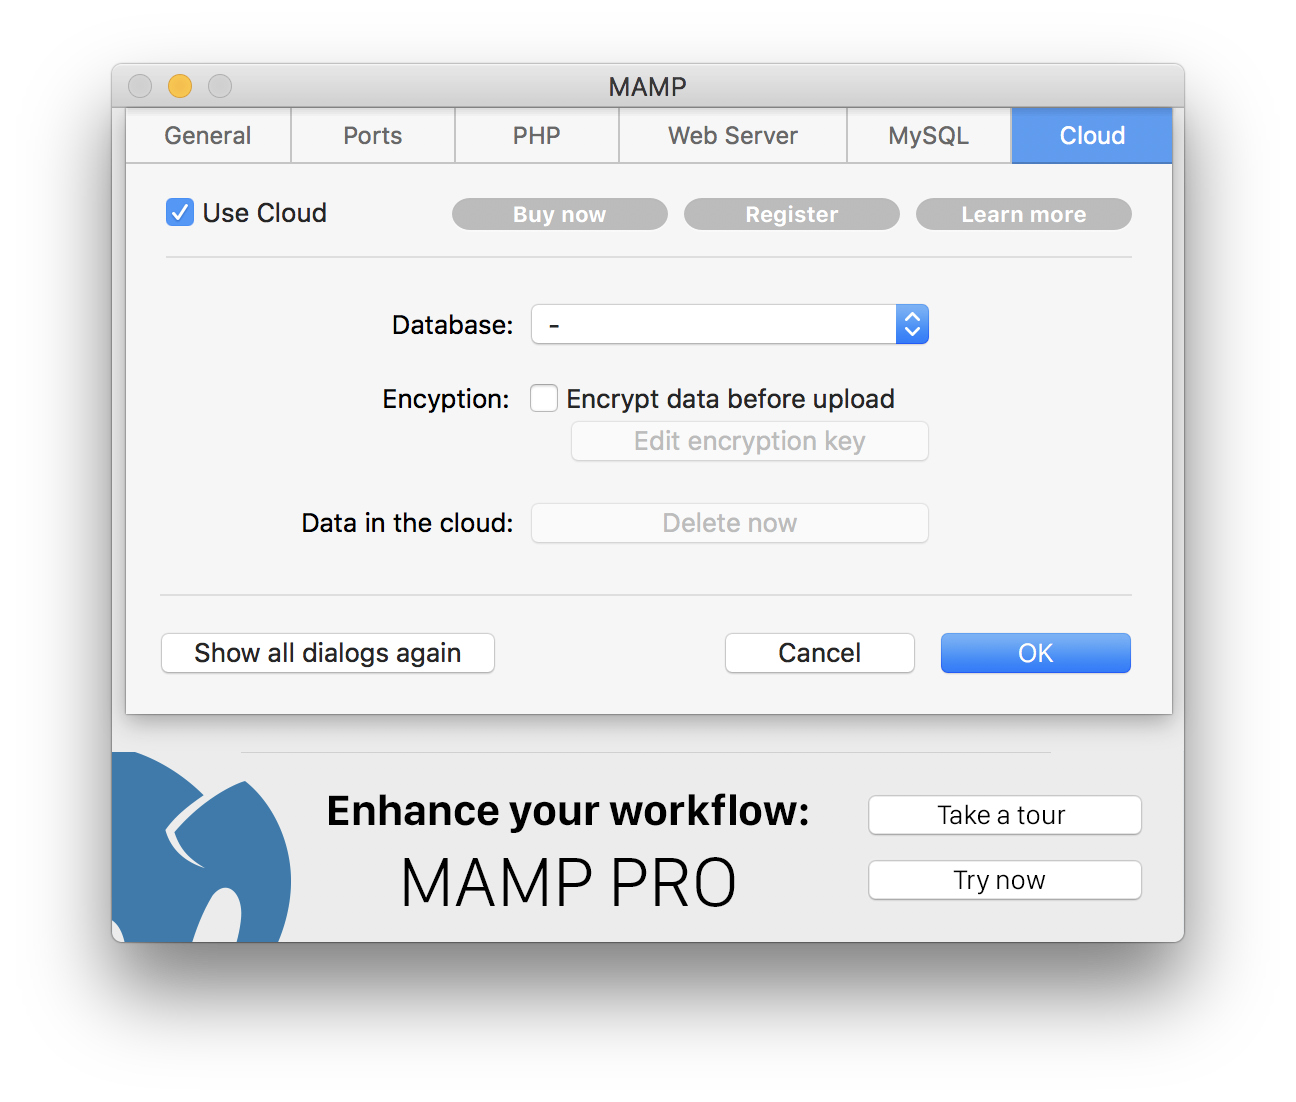 MAMP
General Ports PHP Web Server MySQL Cloud
Use Cloud Buy now Register Learn more
Database: -
Encyption: Encrypt data before upload
Edit encryption key
Data in the cloud: Delete now
Show all dialogs again Cancel OK
Enhance your workflow: Take a tour
MAMP PRO Try now